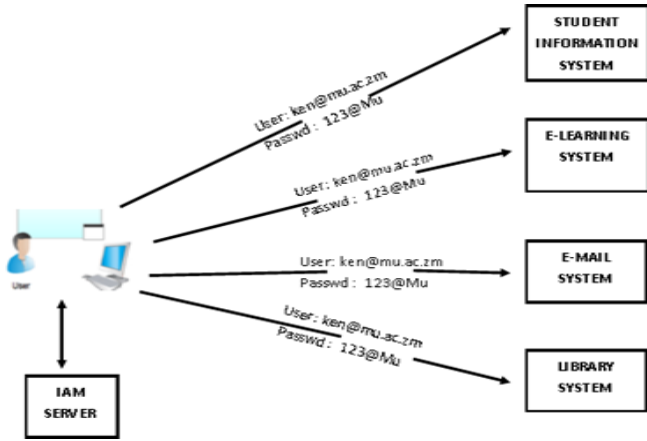 STUDENT
INFORMATION
SYSTEM
User: ken@mu.ac.zm
Passwd : 123@Mu
E-LEARNING
SYSTEM
User: ken@mu.ac.zm
Passwd : 123@Mu
E-MAIL
SYSTEM
User: ken@mu.ac.zm
Passwd : 123@Mu
User
LIBRARY
SYSTEM
User: ken@mu.ac.zm
Passwd : 123@Mu
IAM
SERVER